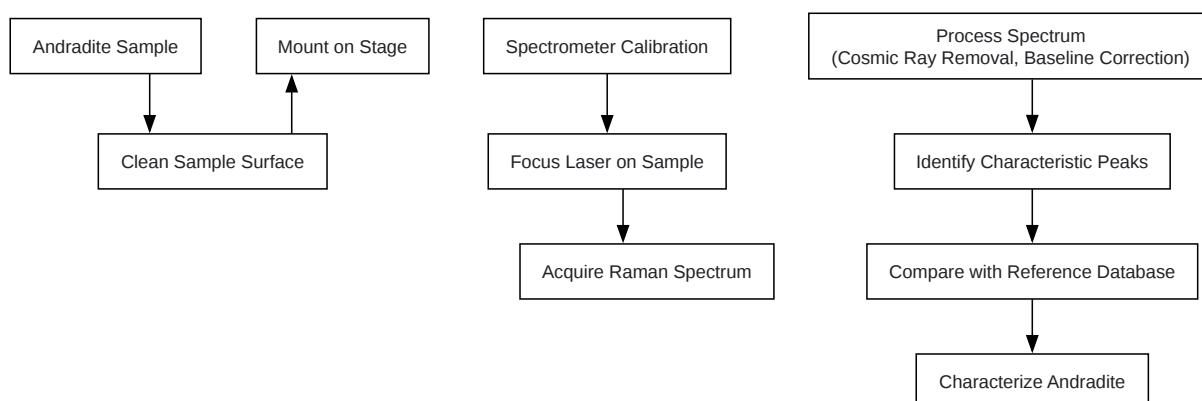 Andradite Sample
Mount on Stage
Clean Sample Surface
Spectrometer Calibration
Focus Laser on Sample
Acquire Raman Spectrum
Process Spectrum
(Cosmic Ray Removal, Baseline Correction)
Identify Characteristic Peaks
Compare with Reference Database
Characterize Andradite